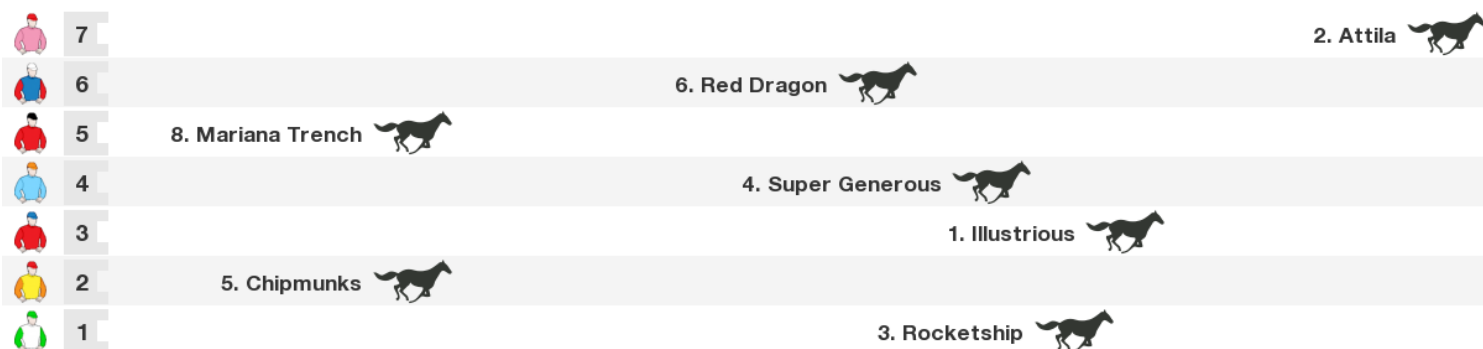 7 2. Attila
6 6. Red Dragon
5 8. Mariana Trench
4 4. Super Generous
3 1. Illustrious
2 5. Chipmunks
1 3. Rocketship